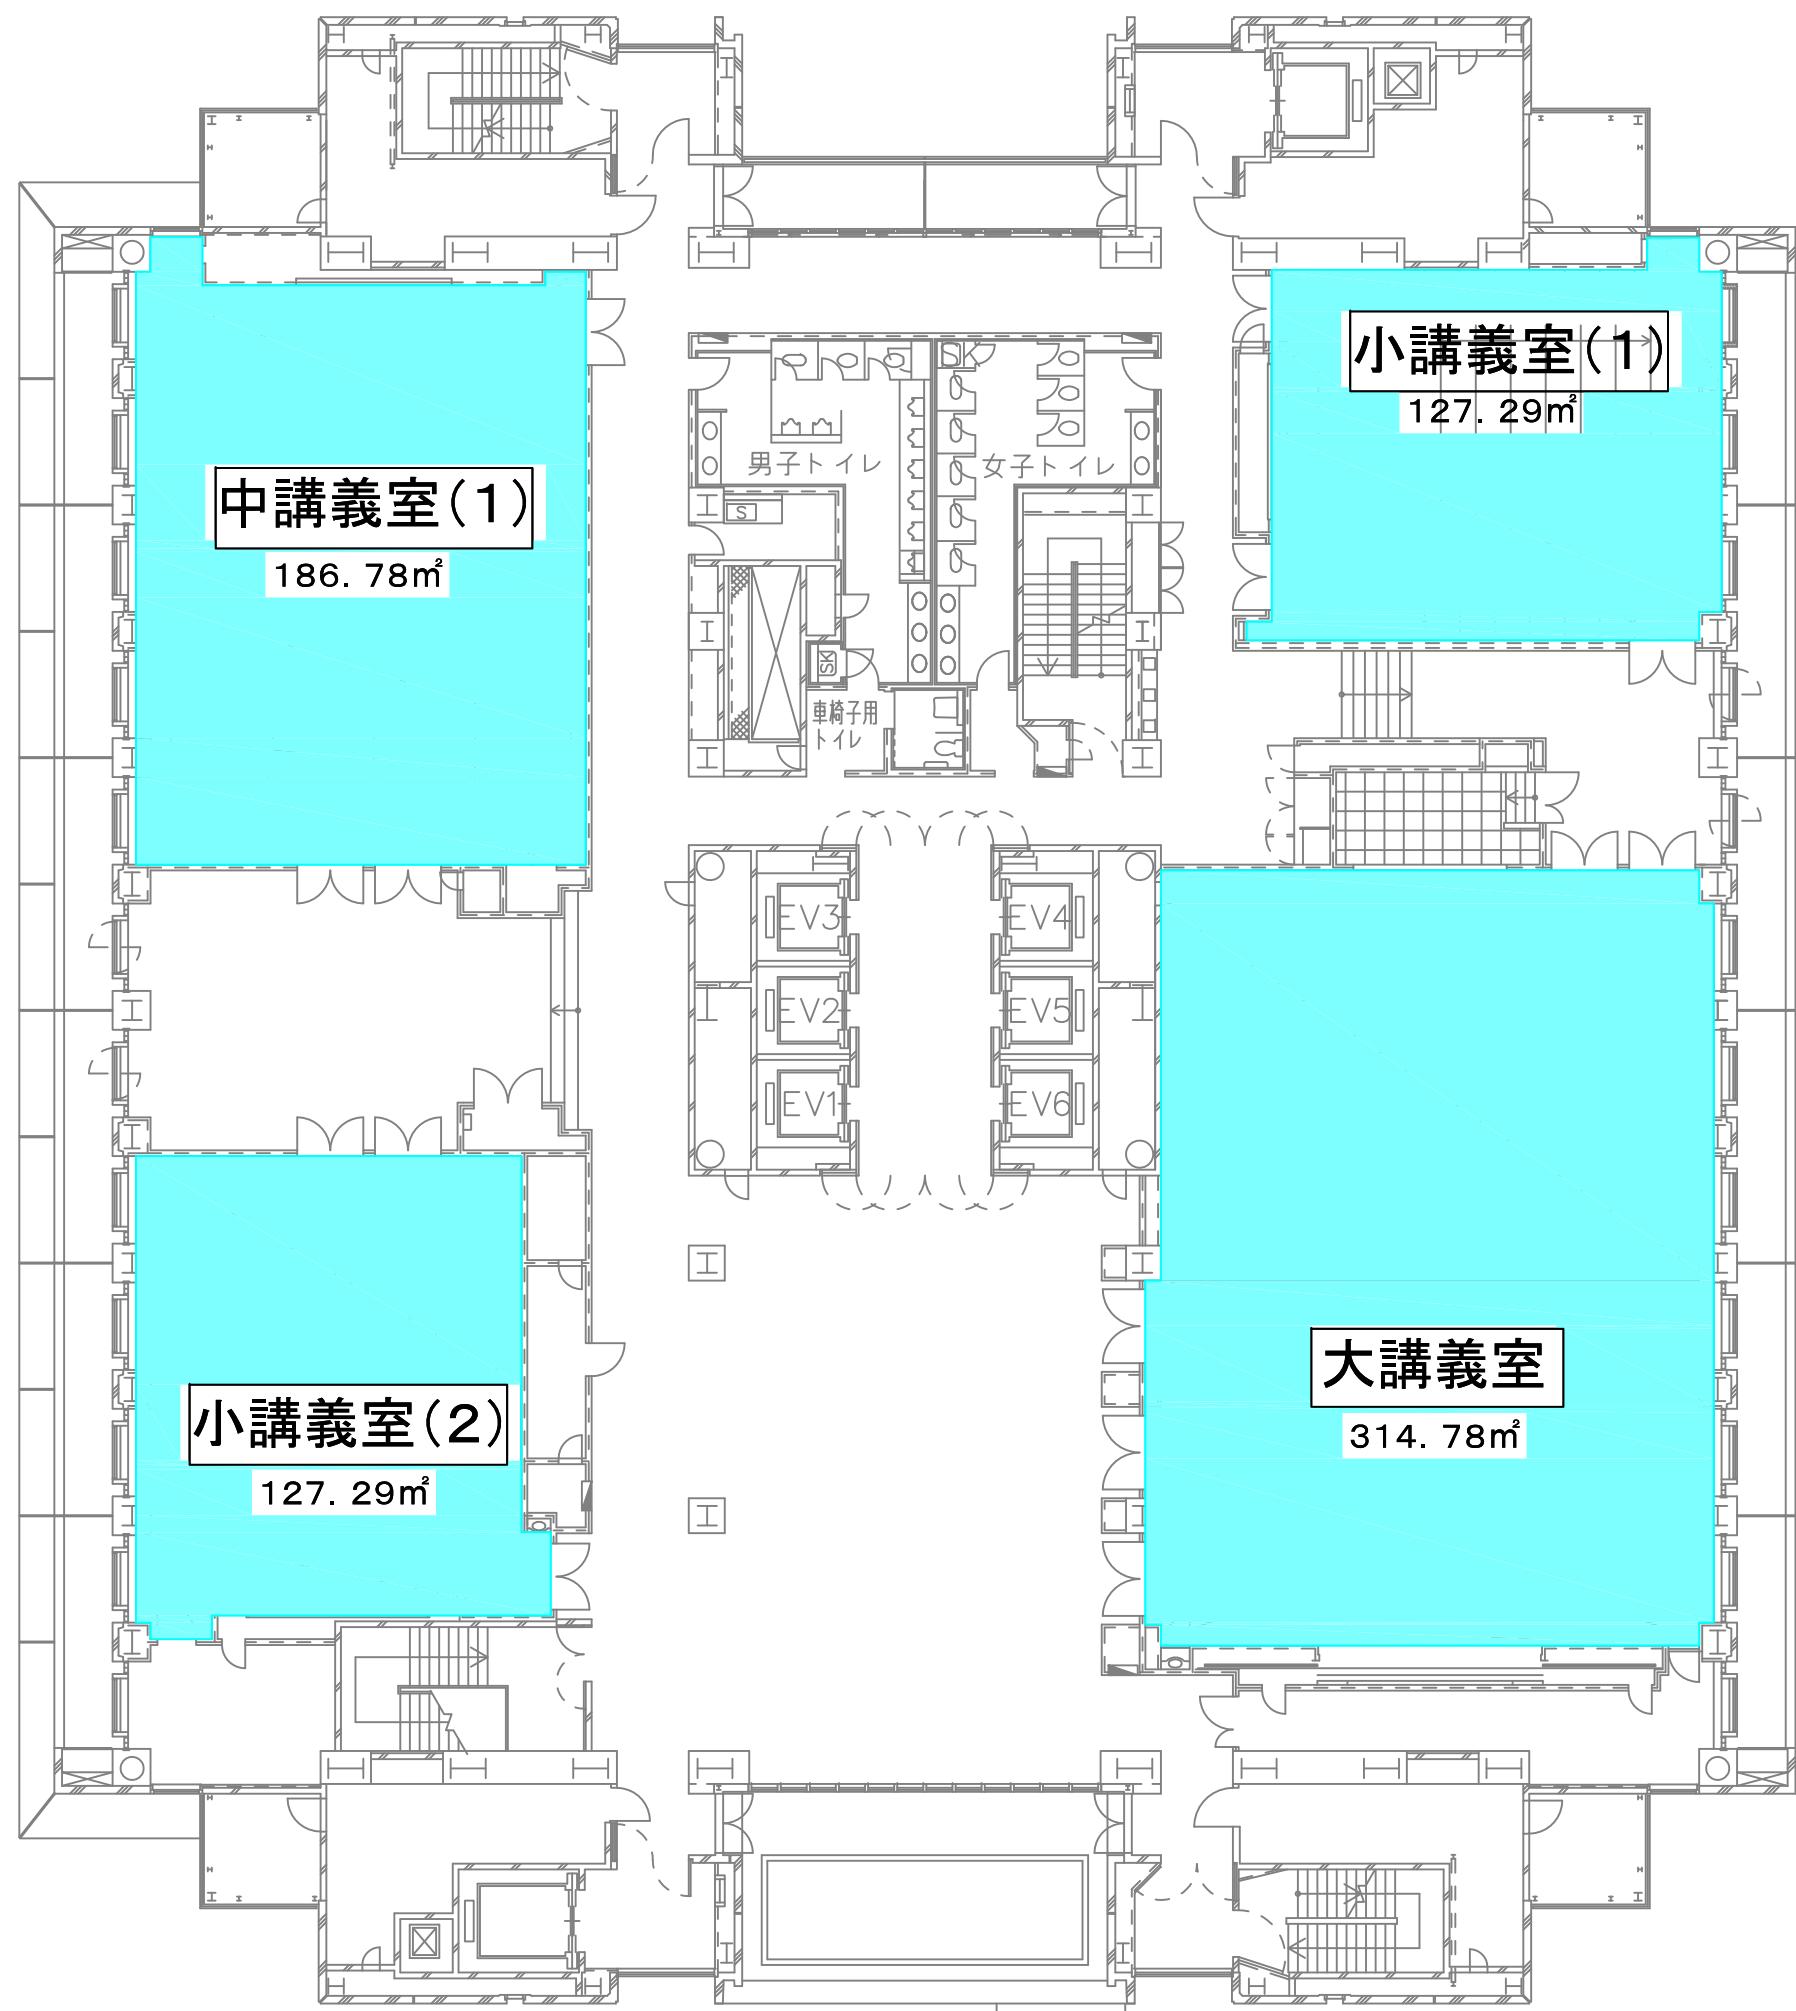 小講義室(1)
127. 29㎡
中講義室(1)
186. 78㎡
男子トイレ
女子トイレ
SK
S
SK
車椅子用
トイレ
EV3
EV4
EV2
EV5
EV1
EV6
大講義室
314. 78㎡
小講義室(2)
127. 29㎡